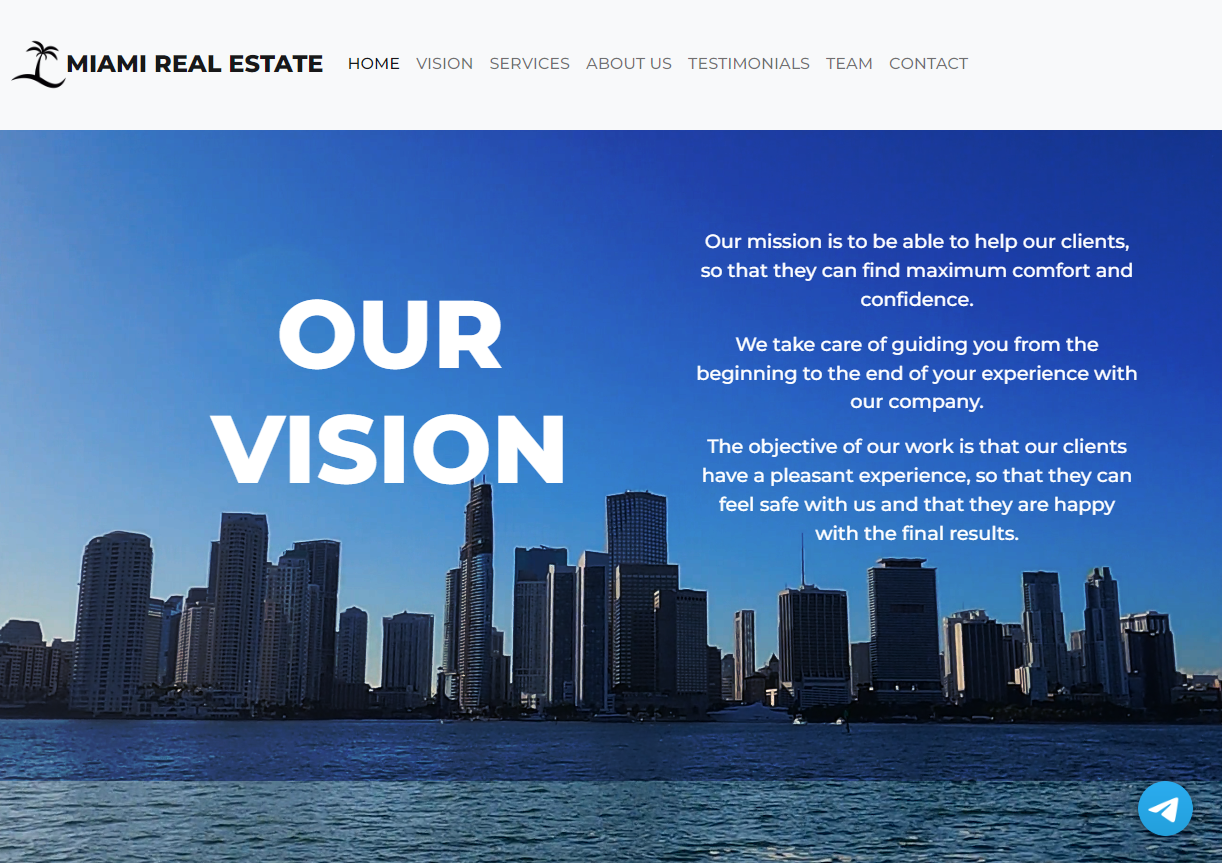 MIAMI REAL ESTATE HOME VISION SERVICES ABOUT US TESTIMONIALS TEAM CONTACT
OUR
VISION
Our mission is to be able to help our clients,
so that they can find maximum comfort and
confidence.
We take care of guiding you from the
beginning to the end of your experience with
our company.
The objective of our work is that our clients
have a pleasant experience, so that they can
feel safe with us and that they are happy
with the final results.